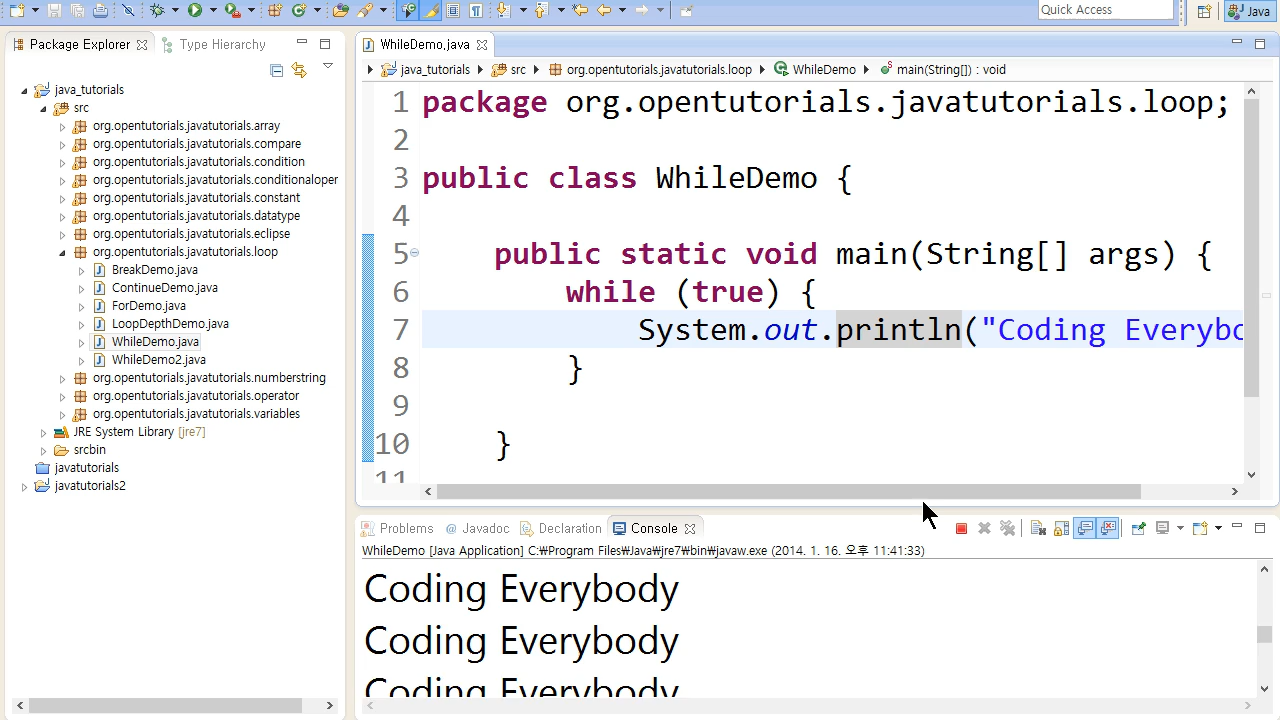 Quick Access
Java
Package Explorer
Type Hierarchy
java_tutorials
src
org.opentutorials.javatutorials.array
org.opentutorials.javatutorials.compare
org.opentutorials.javatutorials.condition
org.opentutorials.javatutorials.conditionaloper
org.opentutorials.javatutorials.constant
org.opentutorials.javatutorials.datatype
org.opentutorials.javatutorials.eclipse
org.opentutorials.javatutorials.loop
BreakDemo.java
ContinueDemo.java
ForDemo.java
LoopDepthDemo.java
WhileDemo.java
WhileDemo2.java
org.opentutorials.javatutorials.numberstring
org.opentutorials.javatutorials.operator
org.opentutorials.javatutorials.variables
JRE System Library [jre7]
srcbin
javatutorials
javatutorials2
WhileDemo.java
java_tutorials src org.opentutorials.javatutorials.loop WhileDemo main(String[]) : void
1 package org.opentutorials.javatutorials.loop;
2
3 public class WhileDemo {
4
5 public static void main(String[] args) {
6 while (true) {
7 System.out.println("Coding Everybo
8 }
9
10 }
11
Problems @ Javadoc Declaration Console
WhileDemo [Java Application] C:₩Program Files₩Java₩jre7₩bin₩javaw.exe (2014. 1. 16. 오후 11:41:33)
Coding Everybody
Coding Everybody
Coding Everybody